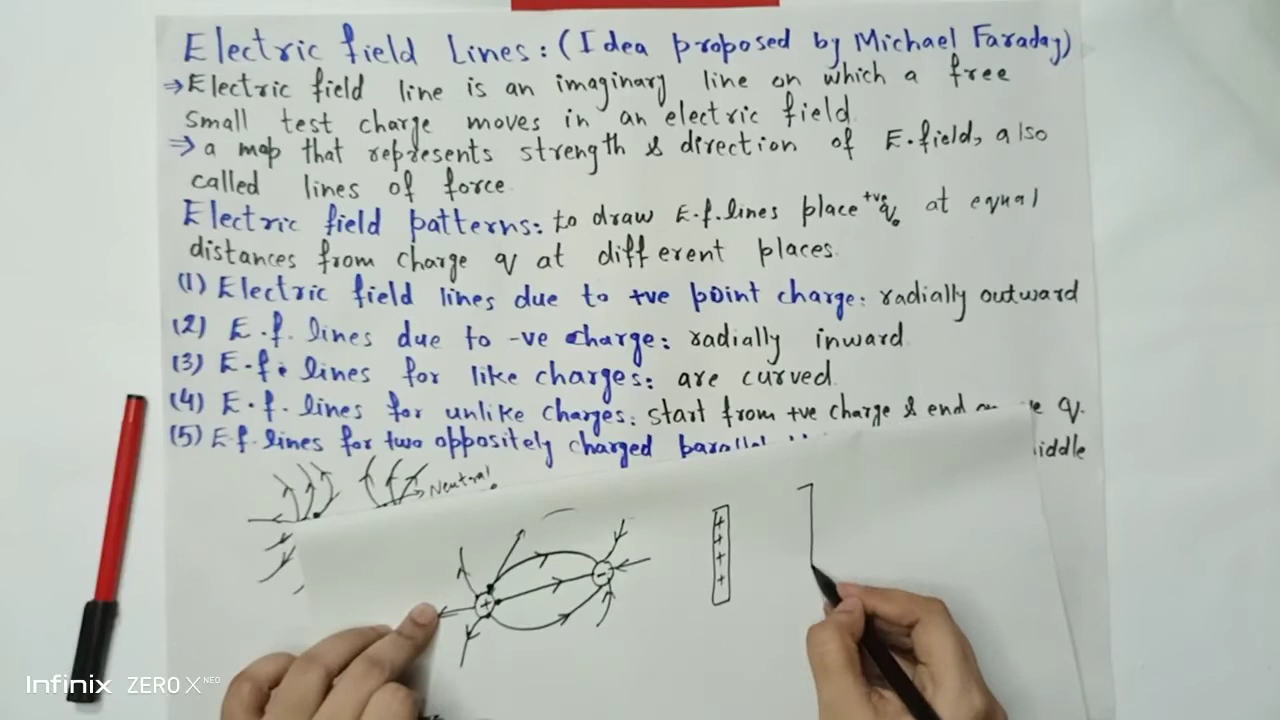 Electric field Lines: (Idea proposed by Michael Faraday)
⇒ Electric field line is an imaginary line on which a free
small test charge moves in an electric field.
⇒ a map that represents strength & direction of E.field, also
called lines of force.
Electric field patterns: to draw E.f.lines place +ve q₀ at equal
distances from charge q at different places.
(1) Electric field lines due to +ve point charge: radially outward
(2) E.f. lines due to -ve charge: radially inward
(3) E.f. lines for like charges: are curved.
(4) E.f. lines for unlike charges: start from +ve charge & end q.
(5) E.f. lines for two oppositely charged
Neutral
+ -
+
+
+
+
Infinix ZERO X NEO